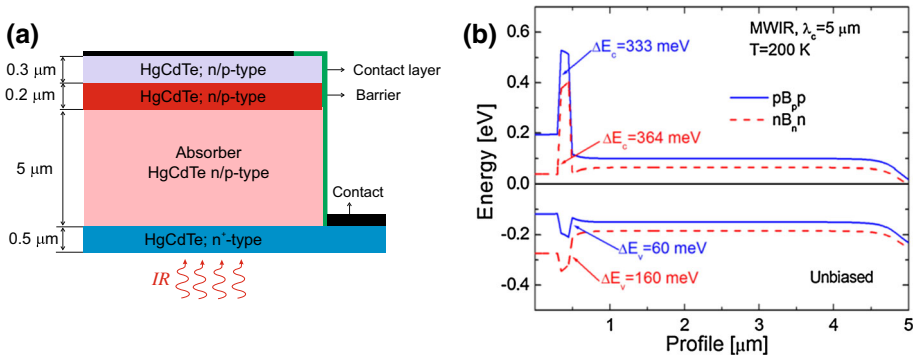 (a)
0.3 μm
HgCdTe; n/p-type
Contact layer
0.2 μm
HgCdTe; n/p-type
Barrier
5 μm
Absorber
HgCdTe n/p-type
Contact
0.5 μm
HgCdTe; n⁺-type
IR
(b)
MWIR, λc=5 μm
T=200 K
ΔEc=333 meV
pBpp
nBnn
ΔEc=364 meV
ΔEv=60 meV
ΔEv=160 meV
Unbiased
Energy [eV]
0.4
0.2
0.0
-0.2
-0.4
1 2 3 4 5
Profile [μm]